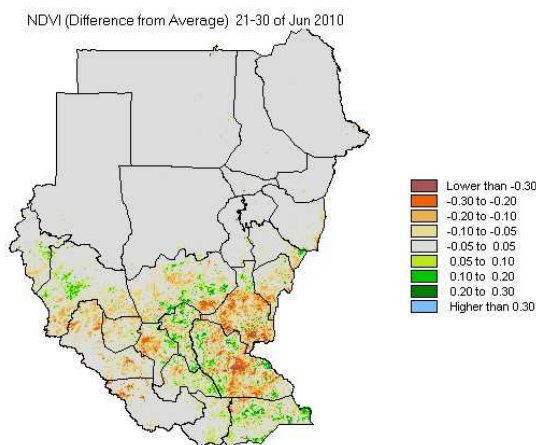 NDVI (Difference from Average) 21-30 of Jun 2010
Lower than -0.30
-0.30 to -0.20
-0.20 to -0.10
-0.10 to -0.05
-0.05 to 0.05
0.05 to 0.10
0.10 to 0.20
0.20 to 0.30
Higher than 0.30